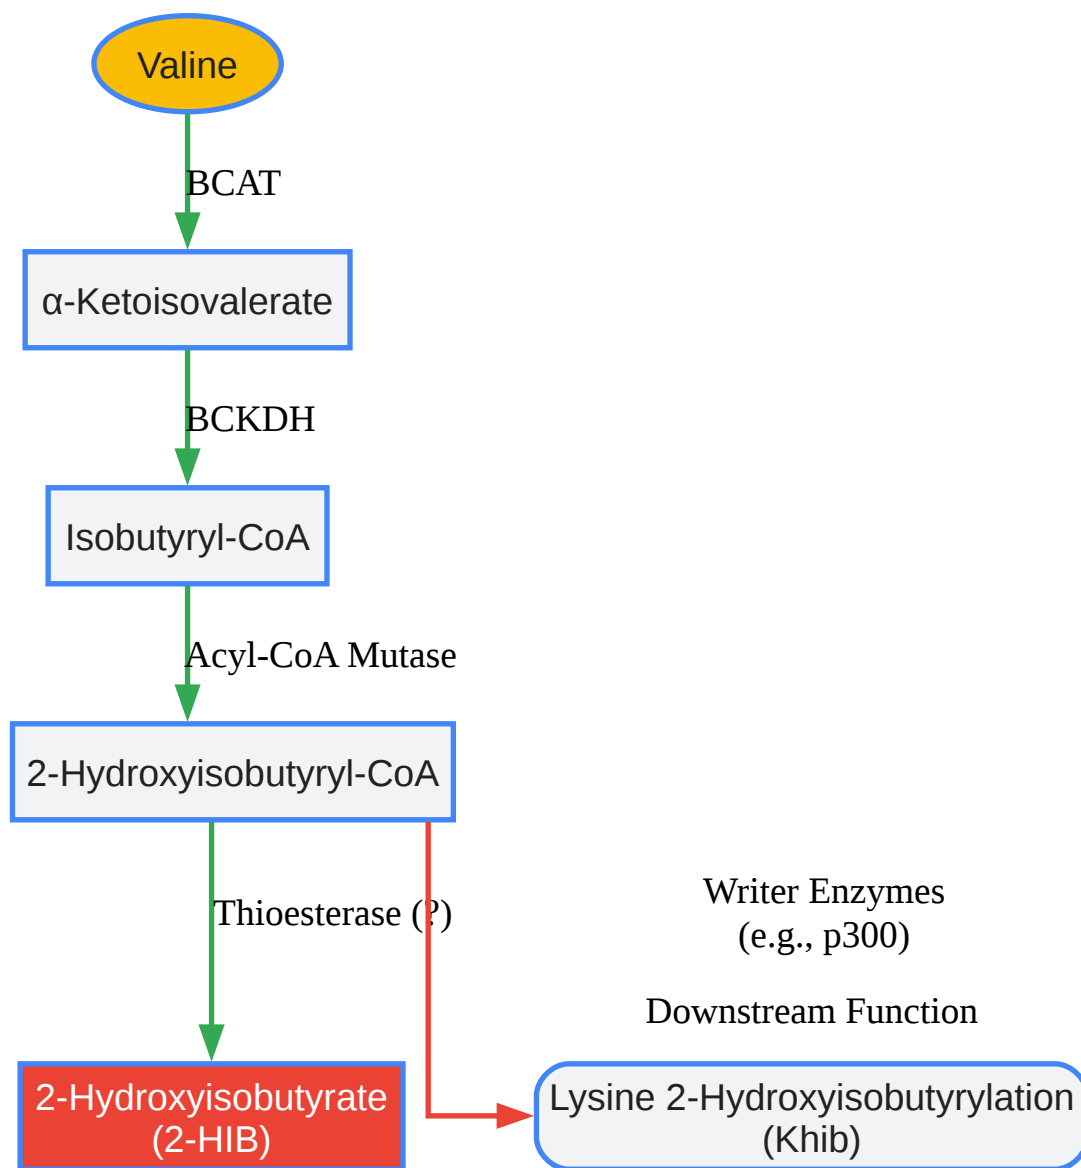 Valine
BCAT
α-Ketoisovalerate
BCKDH
Isobutyryl-CoA
Acyl-CoA Mutase
2-Hydroxyisobutyryl-CoA
Thioesterase (?)
Writer Enzymes
(e.g., p300)
Downstream Function
2-Hydroxyisobutyrate
(2-HIB)
Lysine 2-Hydroxyisobutyrylation
(Khib)